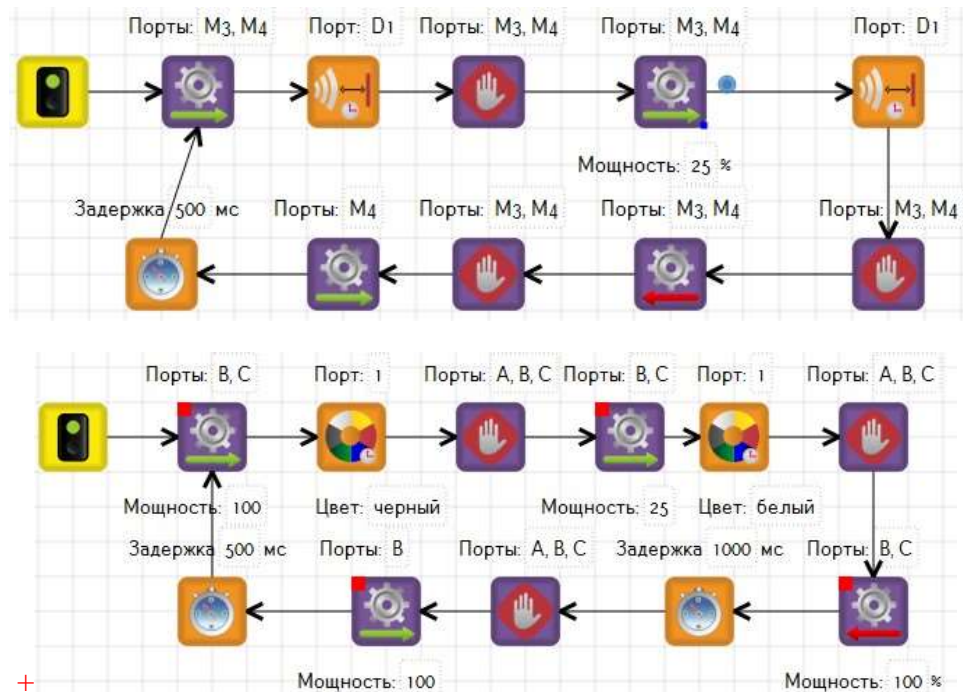 Порты: M3, M4 Порт: D1 Порты: M3, M4 Порты: M3, M4 Порт: D1
Мощность: 25 %
Задержка 500 мс Порты: M4 Порты: M3, M4 Порты: M3, M4 Порты: M3, M4
Порты: B, C Порт: 1 Порты: A, B, C Порты: B, C Порт: 1 Порты: A, B, C
Мощность: 100 Цвет: черный Мощность: 25 Цвет: белый
Задержка 500 мс Порты: B Порты: A, B, C Задержка 1000 мс Порты: B, C
Мощность: 100 Мощность: 100 %